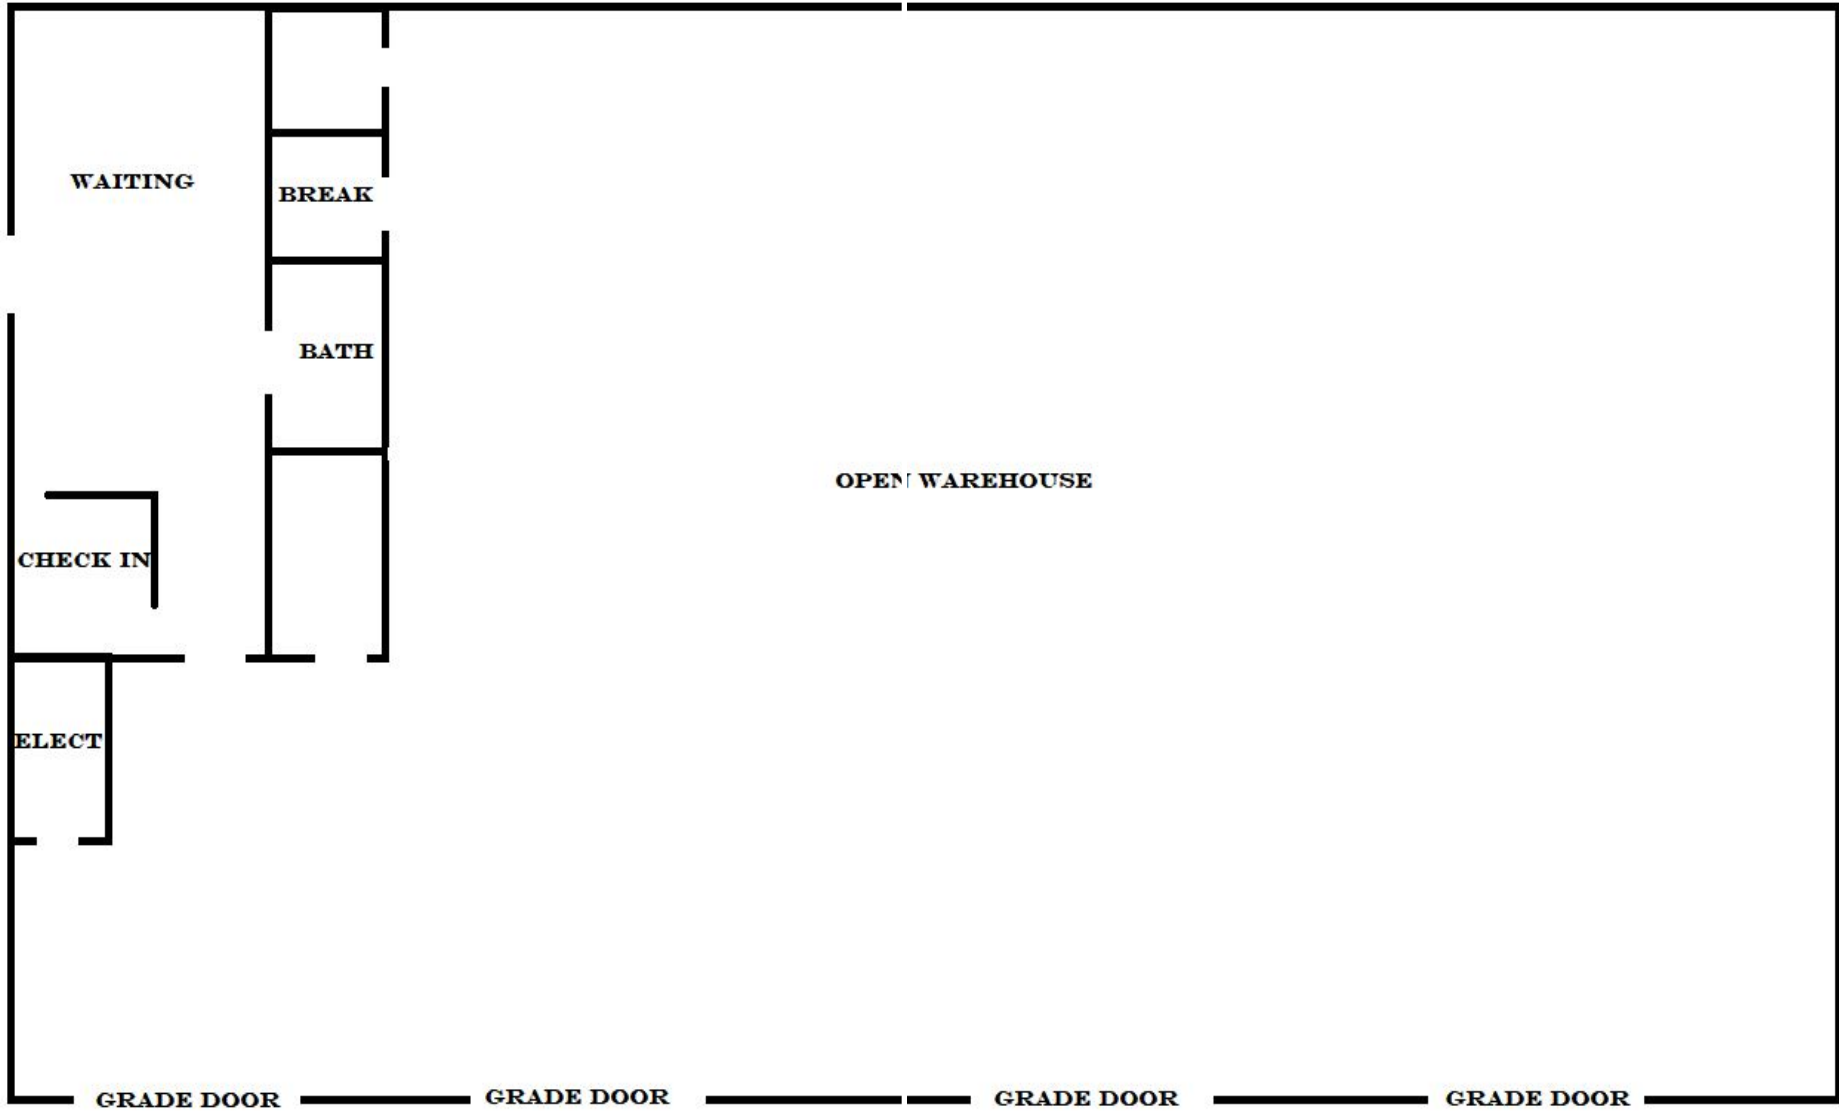 WAITING
BREAK
BATH
OPEN WAREHOUSE
CHECK IN
ELECT
GRADE DOOR
GRADE DOOR
GRADE DOOR
GRADE DOOR